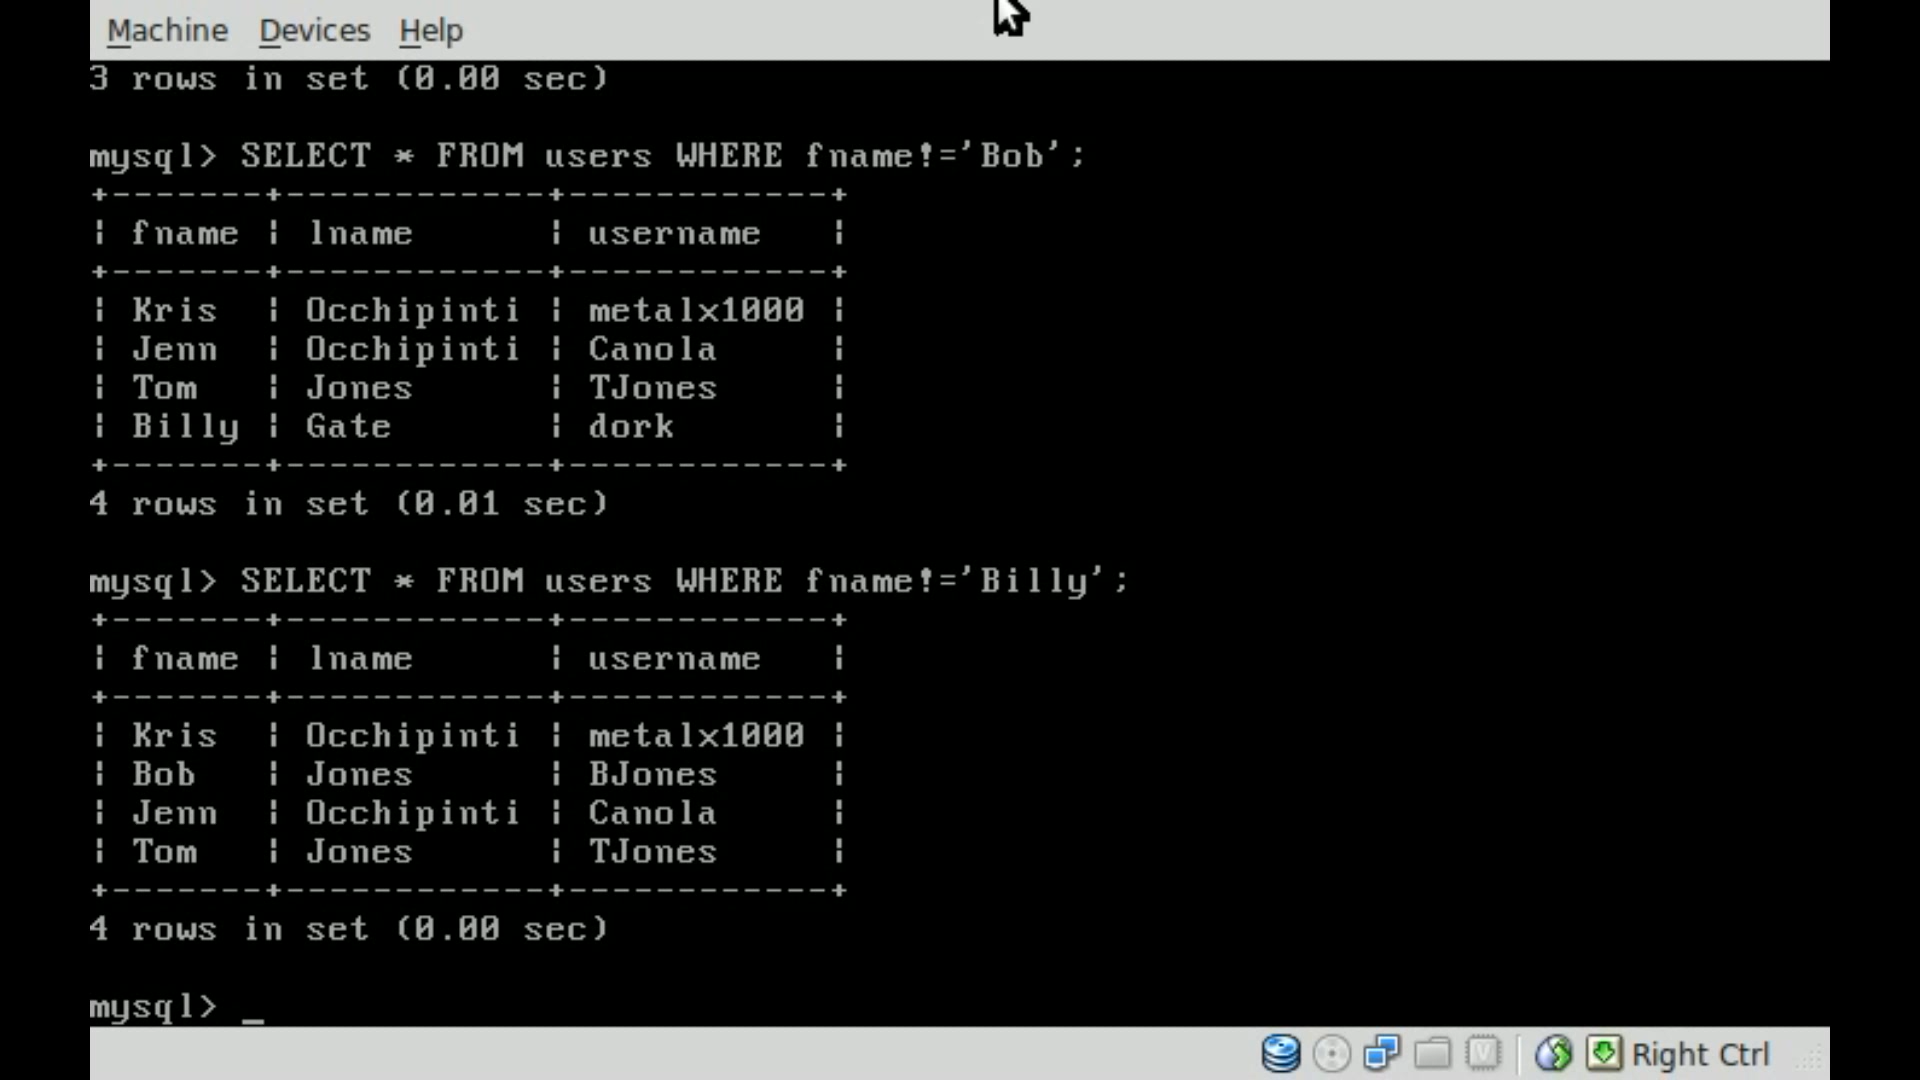 Machine Devices Help
3 rows in set (0.00 sec)
mysql> SELECT * FROM users WHERE fname!='Bob';
+-------+------------+------------+
| fname | lname      | username   |
+-------+------------+------------+
| Kris  | Occhipinti | metalx1000 |
| Jenn  | Occhipinti | Canola     |
| Tom   | Jones      | TJones     |
| Billy | Gate       | dork       |
+-------+------------+------------+
4 rows in set (0.01 sec)
mysql> SELECT * FROM users WHERE fname!='Billy';
+-------+------------+------------+
| fname | lname      | username   |
+-------+------------+------------+
| Kris  | Occhipinti | metalx1000 |
| Bob   | Jones      | BJones     |
| Jenn  | Occhipinti | Canola     |
| Tom   | Jones      | TJones     |
+-------+------------+------------+
4 rows in set (0.00 sec)
mysql> _
Right Ctrl